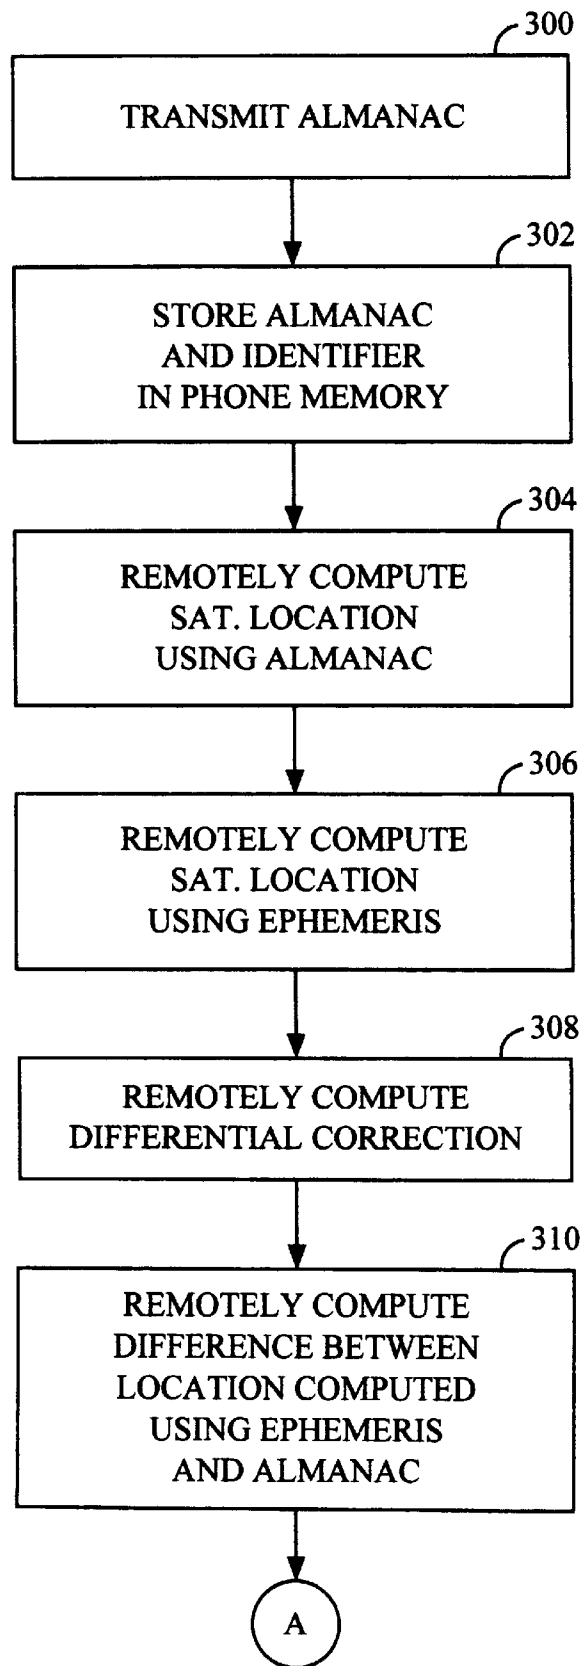 300
TRANSMIT ALMANAC
302
STORE ALMANAC
AND IDENTIFIER
IN PHONE MEMORY
304
REMOTELY COMPUTE
SAT. LOCATION
USING ALMANAC
306
REMOTELY COMPUTE
SAT. LOCATION
USING EPHEMERIS
308
REMOTELY COMPUTE
DIFFERENTIAL CORRECTION
310
REMOTELY COMPUTE
DIFFERENCE BETWEEN
LOCATION COMPUTED
USING EPHEMERIS
AND ALMANAC
A